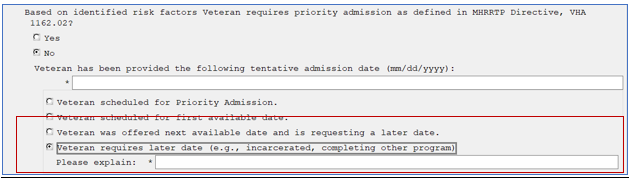 Based on identified risk factors Veteran requires priority admission as defined in MHRRTP Directive, VHA
1162.02?
Yes
No
Veteran has been provided the following tentative admission date (mm/dd/yyyy):
*
Veteran scheduled for Priority Admission.
Veteran scheduled for first available date.
Veteran was offered next available date and is requesting a later date.
Veteran requires later date (e.g., incarcerated, completing other program)
Please explain: *